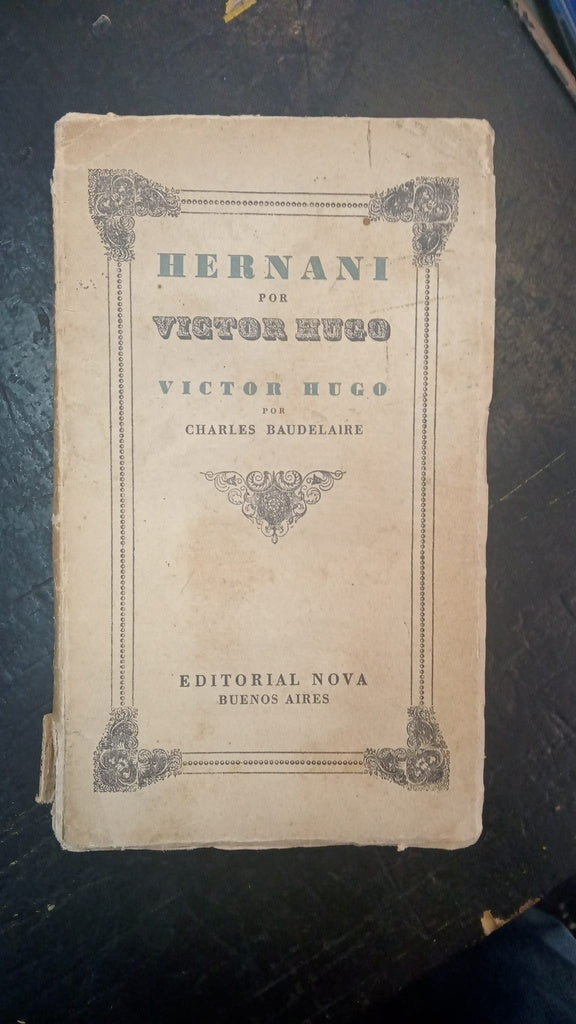 HERNANI
POR
VICTOR HUGO
VICTOR HUGO
POR
CHARLES BAUDELAIRE
EDITORIAL NOVA
BUENOS AIRES